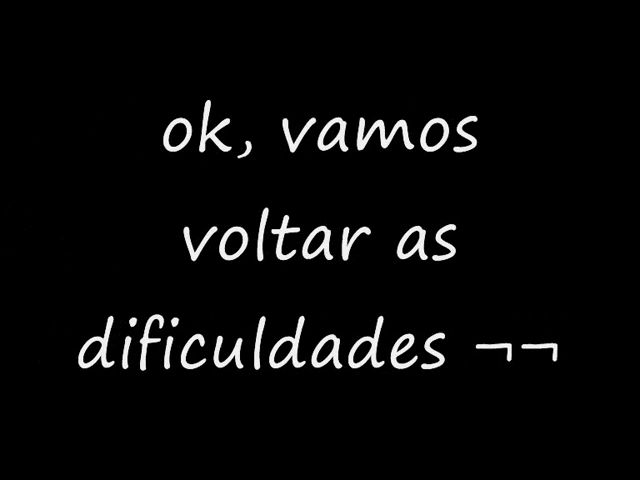 ok, vamos
voltar as
dificuldades ¬¬